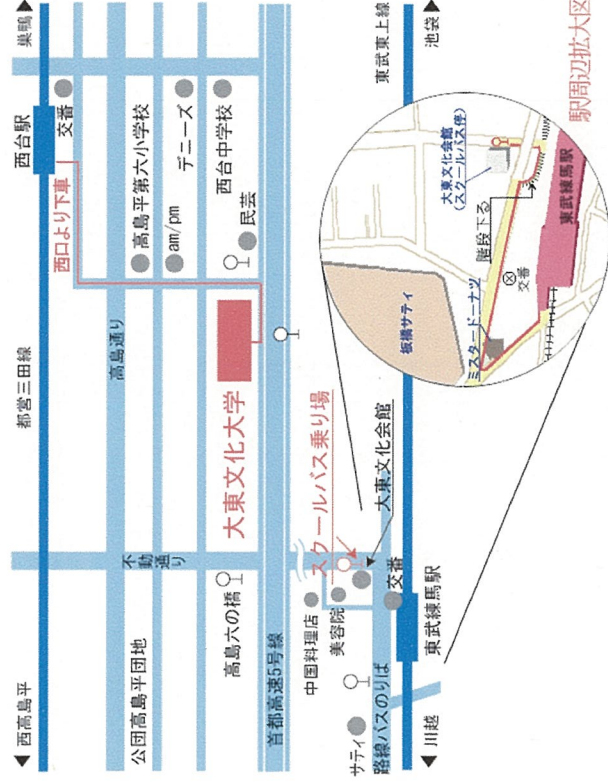 ◀西高島平
都営三田線
西台駅
巣鴨▶
西口より下車
交番
公団高島平団地
不動通り
高島通り
高島第六小学校
am/pm
デニーズ
高島六の橋
大東文化大学
民芸
西台中学校
首都高速5号線
中国料理店
美容院
スクールバス乗り場
大東文化会館
サティ
路線バスのりば
交番
◀川越
東武練馬駅
東武東上線
池袋▶
板橋サティ
ミスタードーナツ
交番
階段下る
大東文化会館
(スクールバス停)
東武練馬駅
駅周辺拡大図